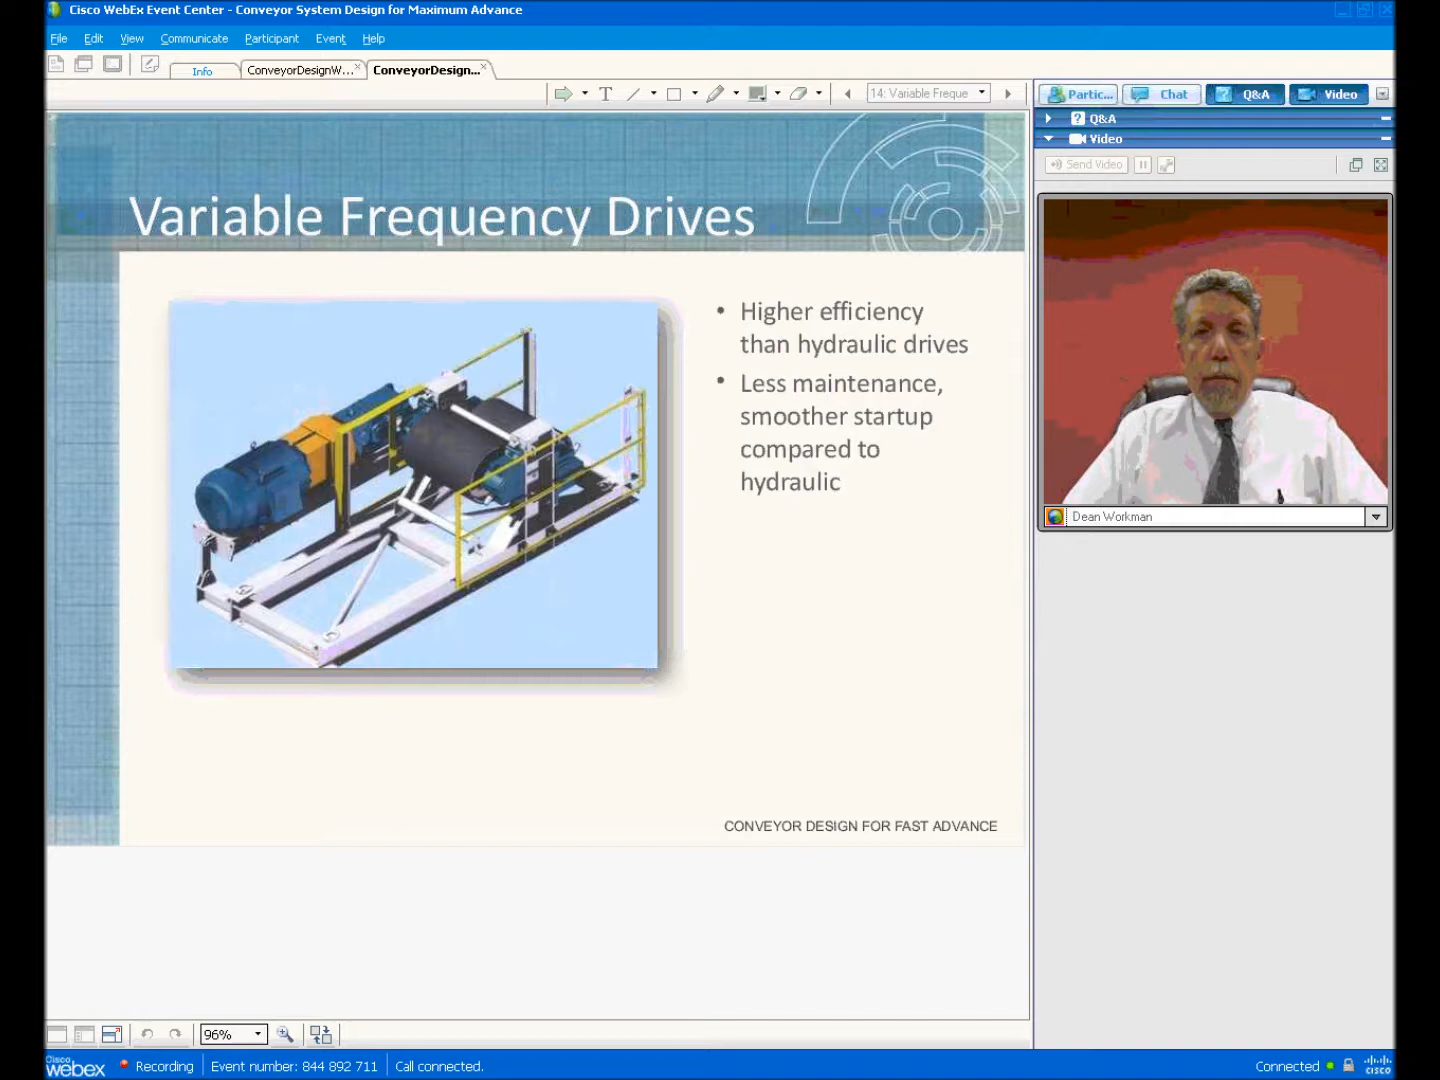 Cisco WebEx Event Center - Conveyor System Design for Maximum Advance
File Edit View Communicate Participant Event Help
Info ConveyorDesignW... ConveyorDesign...
14: Variable Freque
Partic... Chat Q&A Video
Q&A
Video
Send Video
Variable Frequency Drives
• Higher efficiency
than hydraulic drives
• Less maintenance,
smoother startup
compared to
hydraulic
Dean Workman
CONVEYOR DESIGN FOR FAST ADVANCE
96%
Cisco webex Recording Event number: 844 892 711 Call connected. Connected CISCO